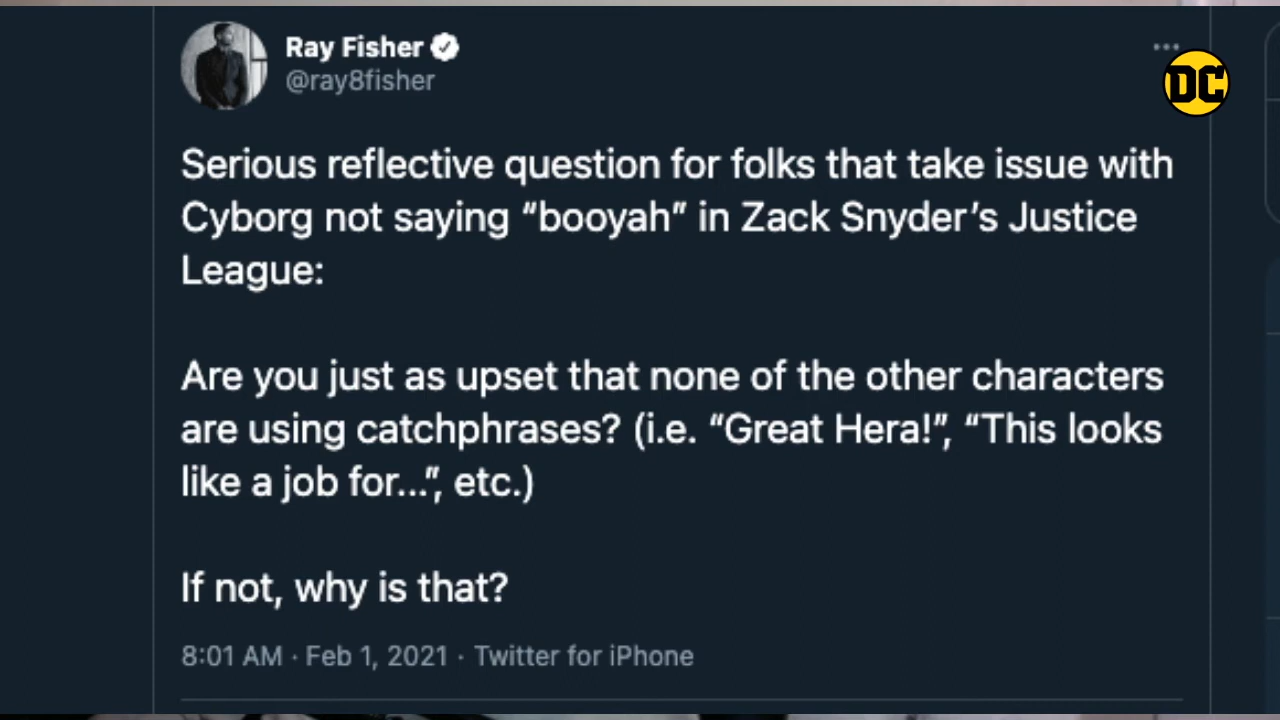 Ray Fisher
@ray8fisher
DC
Serious reflective question for folks that take issue with
Cyborg not saying “booyah” in Zack Snyder’s Justice
League:
Are you just as upset that none of the other characters
are using catchphrases? (i.e. “Great Hera!”, “This looks
like a job for...”, etc.)
If not, why is that?
8:01 AM · Feb 1, 2021 · Twitter for iPhone